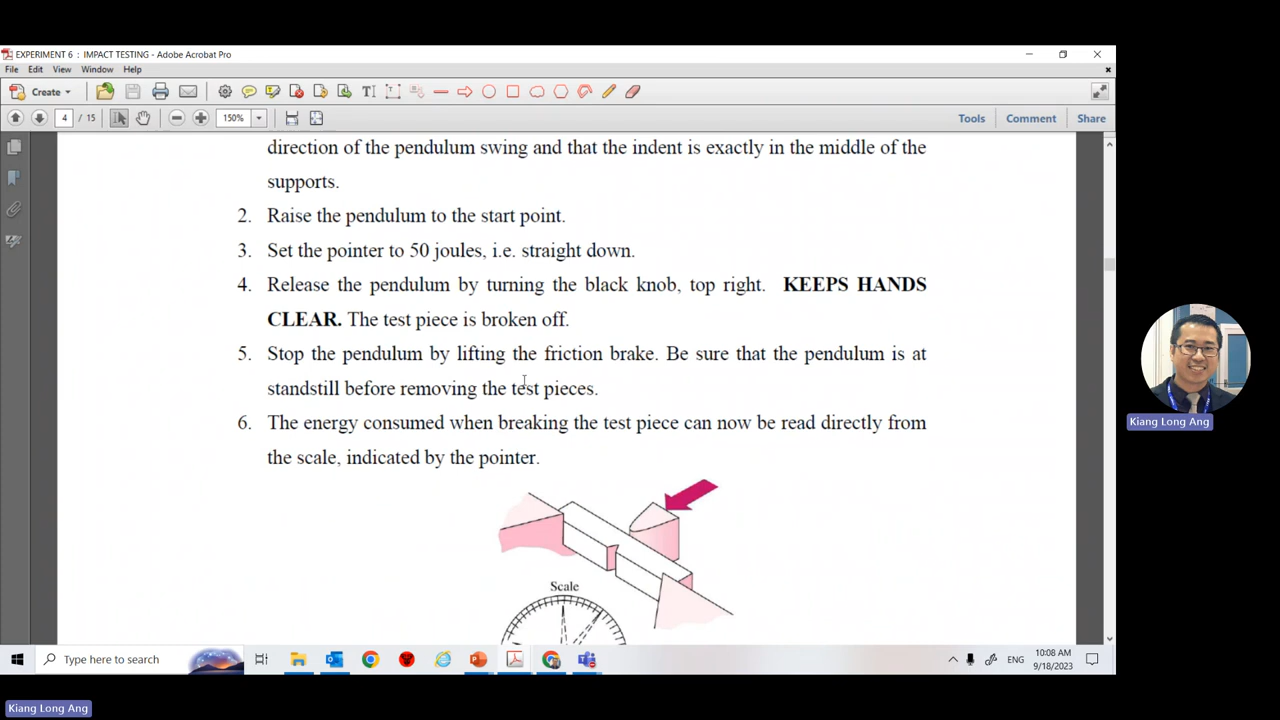 EXPERIMENT 6 : IMPACT TESTING - Adobe Acrobat Pro
File Edit View Window Help
Create
4 / 15
150%
Tools Comment Share
direction of the pendulum swing and that the indent is exactly in the middle of the
supports.
2. Raise the pendulum to the start point.
3. Set the pointer to 50 joules, i.e. straight down.
4. Release the pendulum by turning the black knob, top right. KEEPS HANDS
CLEAR. The test piece is broken off.
5. Stop the pendulum by lifting the friction brake. Be sure that the pendulum is at
standstill before removing the test pieces.
6. The energy consumed when breaking the test piece can now be read directly from
the scale, indicated by the pointer.
Scale
Kiang Long Ang
Type here to search
ENG
10:08 AM
9/18/2023
Kiang Long Ang